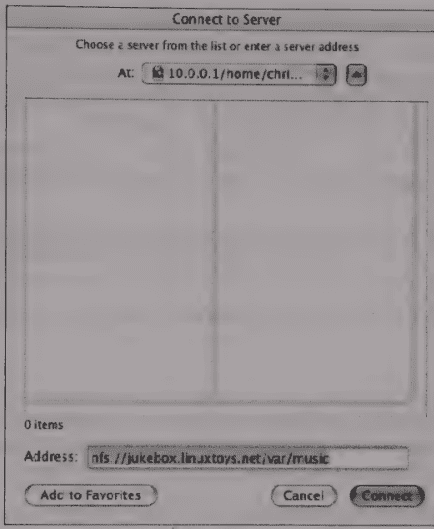 Connect to Server
Choose a server from the list or enter a server address
At: 10.0.0.1/home/chri...
0 items
Address: nfs://jukebox.linuxtoys.net/var/music
Add to Favorites Cancel Connect